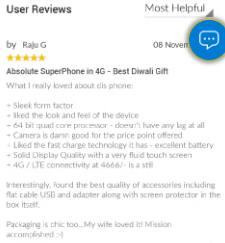 User Reviews
Most Helpful
by Raju G
08 Novem
Absolute SuperPhone in 4G - Best Diwali Gift
What I really loved about this device:
+ Sleek form factor
+ liked the look and feel of the device
+ 64 bit quad core processor - doesn't have any lag at all
+ Camera is damn good for the price point offered
+ Liked the fast charge technology it has - excellent battery
+ Solid Display Quality with a very fluid touch screen
+ 4G / LTE connectivity at 4666/- is a still
Interestingly, found the best quality of accessories including
flat cable USB and adapter along with screen protector in the
box itself.
Packaging is chic too...My wife loved it! Mission
accomplished :-)